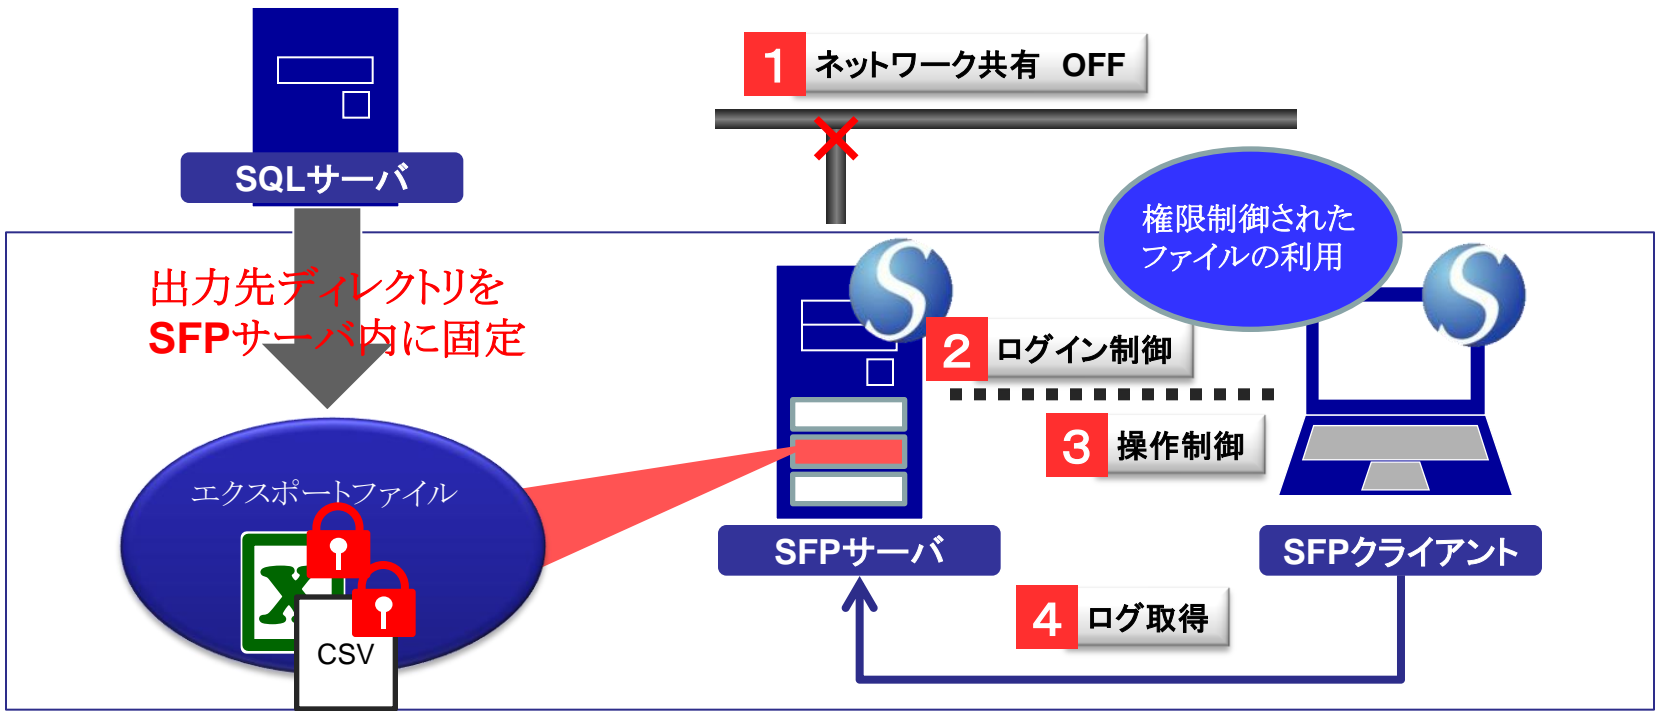 1 ネットワーク共有 OFF
SQLサーバ
権限制御された
ファイルの利用
出力先ディレクトリを
SFPサーバ内に固定
2 ログイン制御
3 操作制御
エクスポートファイル
CSV
SFPサーバ
SFPクライアント
4 ログ取得